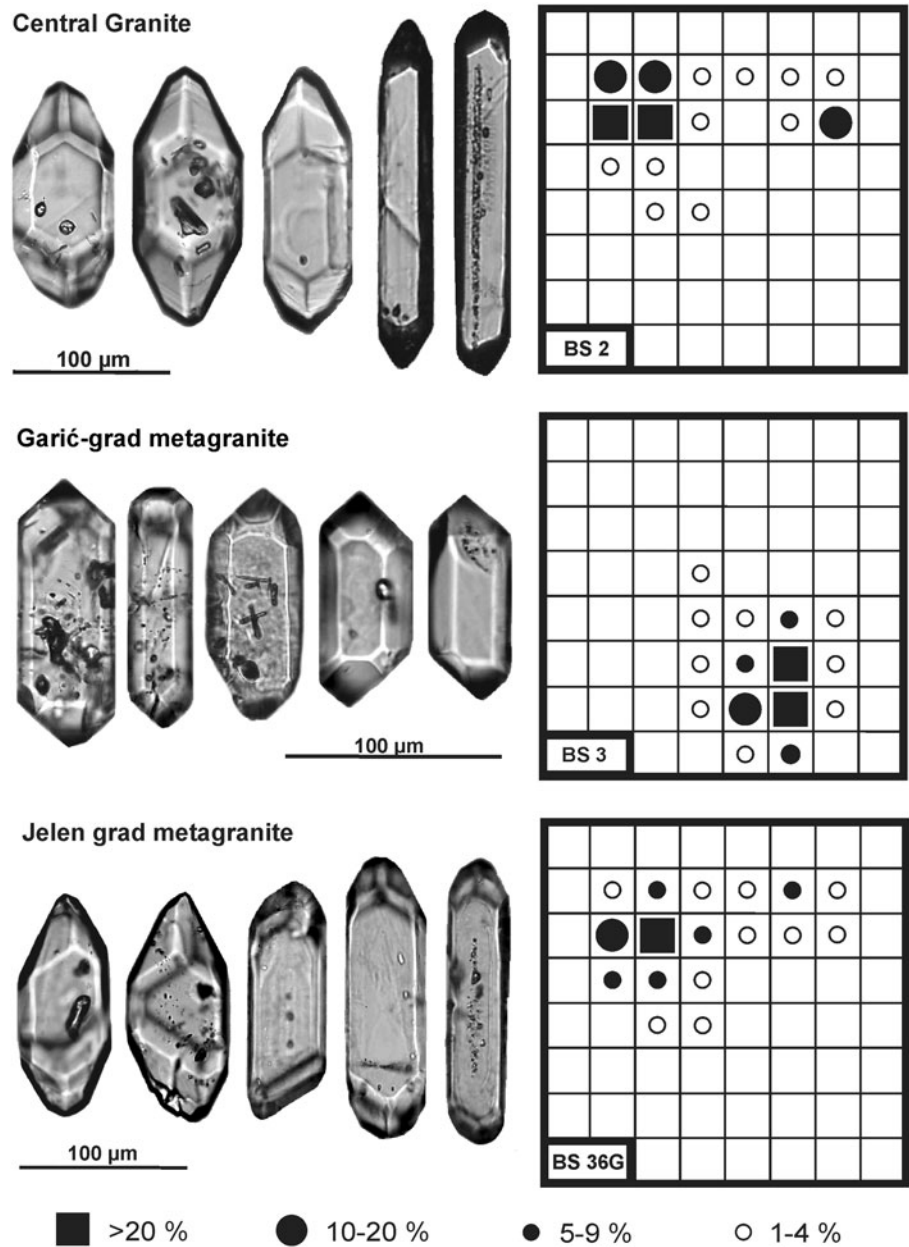 Central Granite
100 µm
BS 2
Garić-grad metagranite
100 µm
BS 3
Jelen grad metagranite
100 µm
BS 36G
>20 %
10-20 %
5-9 %
1-4 %